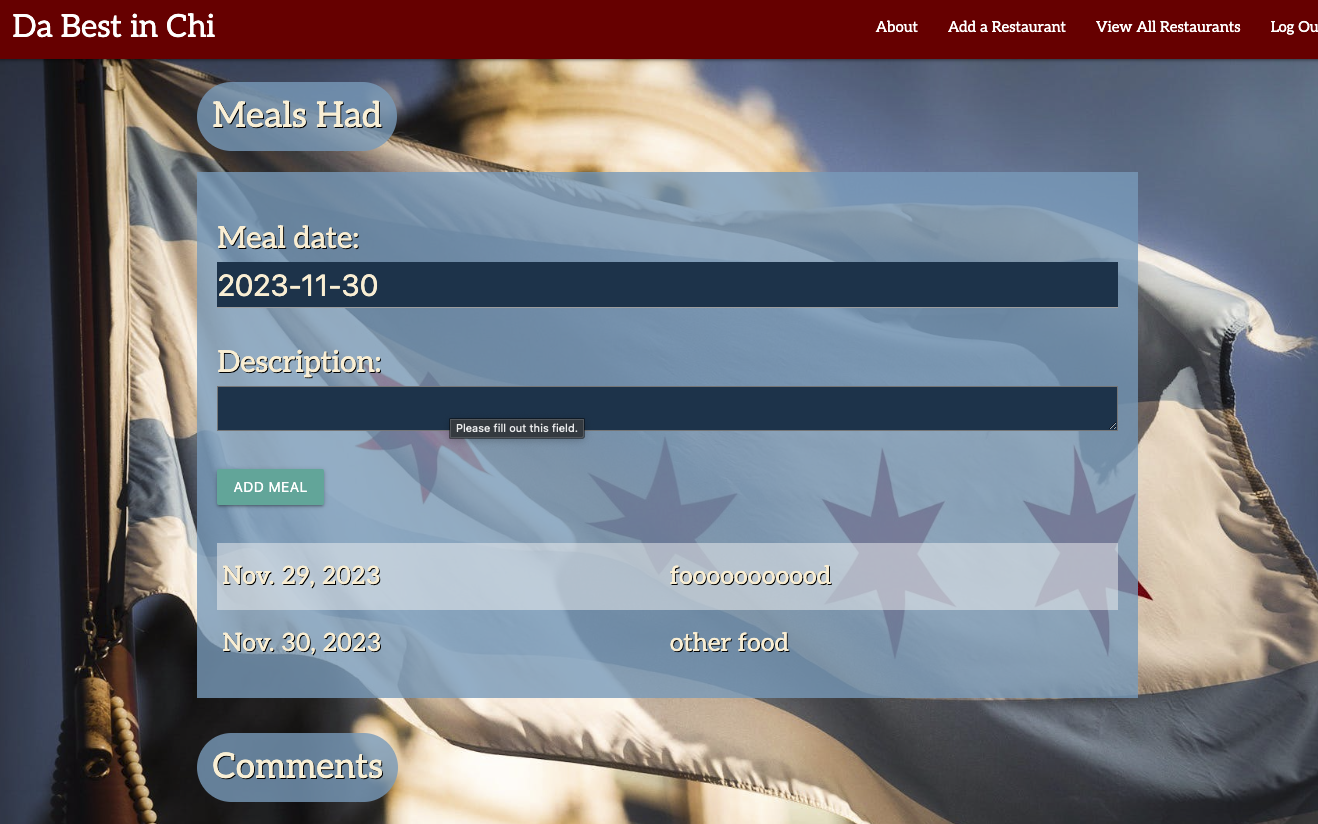 Da Best in Chi
About Add a Restaurant View All Restaurants Log Ou
Meals Had
Meal date:
2023-11-30
Description:
Please fill out this field.
ADD MEAL
Nov. 29, 2023 fooooooooood
Nov. 30, 2023 other food
Comments